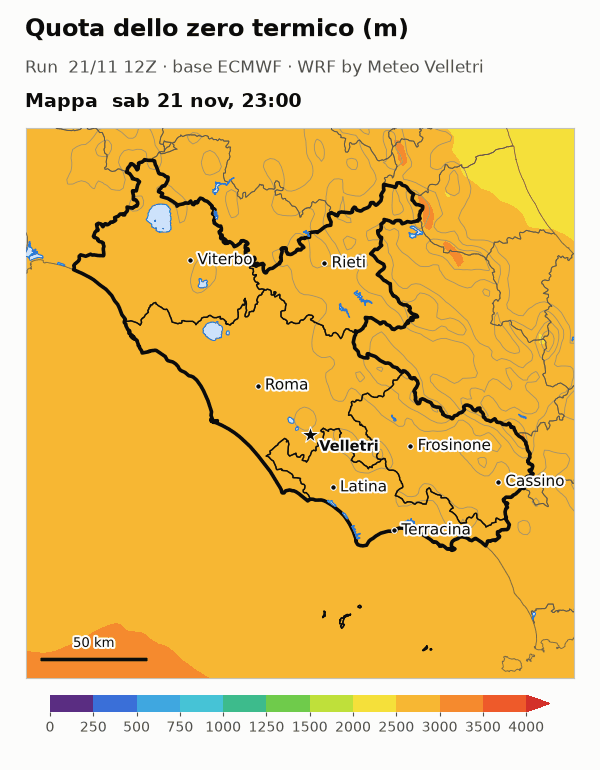 Quota dello zero termico (m)
Run 21/11 12Z · base ECMWF · WRF by Meteo Velletri
Mappa sab 21 nov, 23:00
Viterbo
Rieti
Roma
Velletri
Frosinone
Latina
Cassino
Terracina
50 km
0 250 500 750 1000 1250 1500 2000 2500 3000 3500 4000